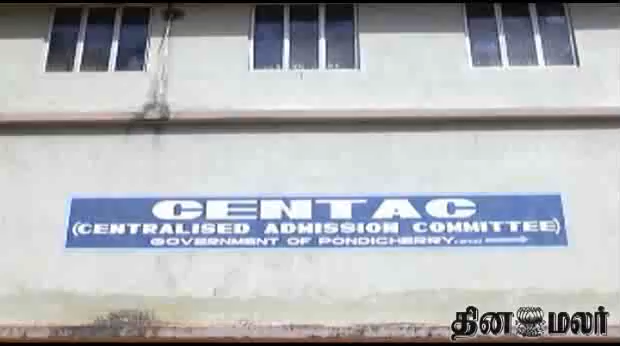 CENTAC
(CENTRALISED ADMISSION COMMITTEE)
GOVERNMENT OF PONDICHERRY
தினமலர்